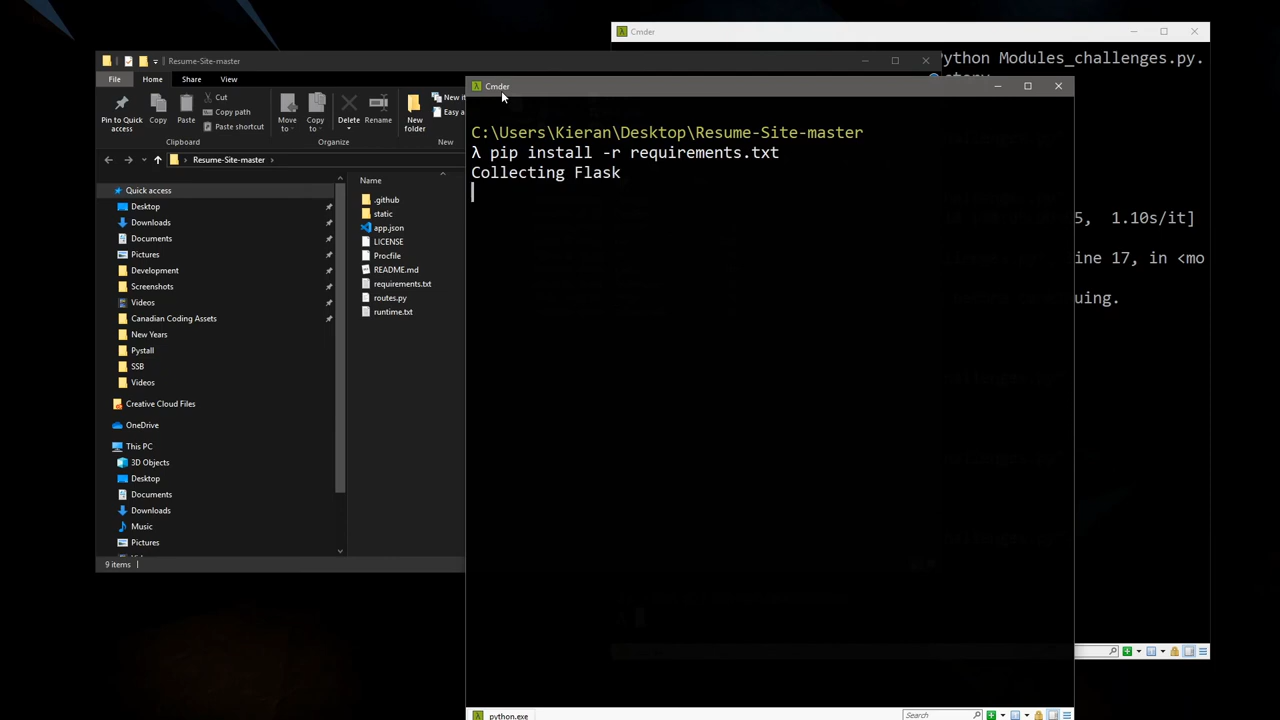 Cmder
Python Modules_challenges.py.
Resume-Site-master
File
Home
Share
View
Pin to Quick access
Copy
Paste
Cut
Copy path
Paste shortcut
Clipboard
Move to
Copy to
Delete
Rename
Organize
New folder
New it
Easy a
New
Resume-Site-master
Quick access
Desktop
Downloads
Documents
Pictures
Development
Screenshots
Videos
Canadian Coding Assets
New Years
Pystall
SSB
Videos
Creative Cloud Files
OneDrive
This PC
3D Objects
Desktop
Documents
Downloads
Music
Pictures
9 items
Name
.github
static
app.json
LICENSE
Procfile
README.md
requirements.txt
routes.py
runtime.txt
Cmder
C:\Users\Kieran\Desktop\Resume-Site-master
λ pip install -r requirements.txt
Collecting Flask
5, 1.10s/it]
ine 17, in <mo
uing.
python.exe
Search